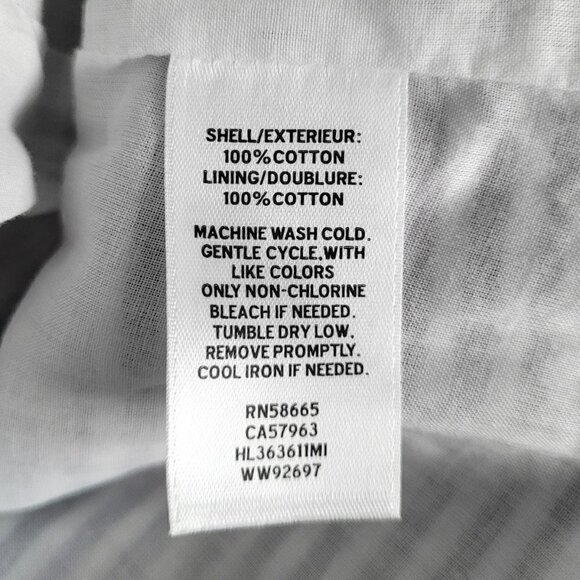 SHELL/EXTERIEUR:
100% COTTON
LINING/DOUBLURE:
100% COTTON
MACHINE WASH COLD.
GENTLE CYCLE, WITH
LIKE COLORS
ONLY NON-CHLORINE
BLEACH IF NEEDED.
TUMBLE DRY LOW,
REMOVE PROMPTLY.
COOL IRON IF NEEDED.
RN58665
CA57963
HL363611MI
WW92697